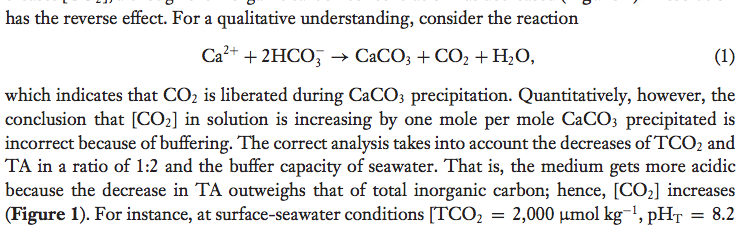 has the reverse effect. For a qualitative understanding, consider the reaction
Ca²⁺ + 2HCO₃⁻ → CaCO₃ + CO₂ + H₂O, (1)
which indicates that CO₂ is liberated during CaCO₃ precipitation. Quantitatively, however, the
conclusion that [CO₂] in solution is increasing by one mole per mole CaCO₃ precipitated is
incorrect because of buffering. The correct analysis takes into account the decreases of TCO₂ and
TA in a ratio of 1:2 and the buffer capacity of seawater. That is, the medium gets more acidic
because the decrease in TA outweighs that of total inorganic carbon; hence, [CO₂] increases
(Figure 1). For instance, at surface-seawater conditions [TCO₂ = 2,000 μmol kg⁻¹, pH_T = 8.2